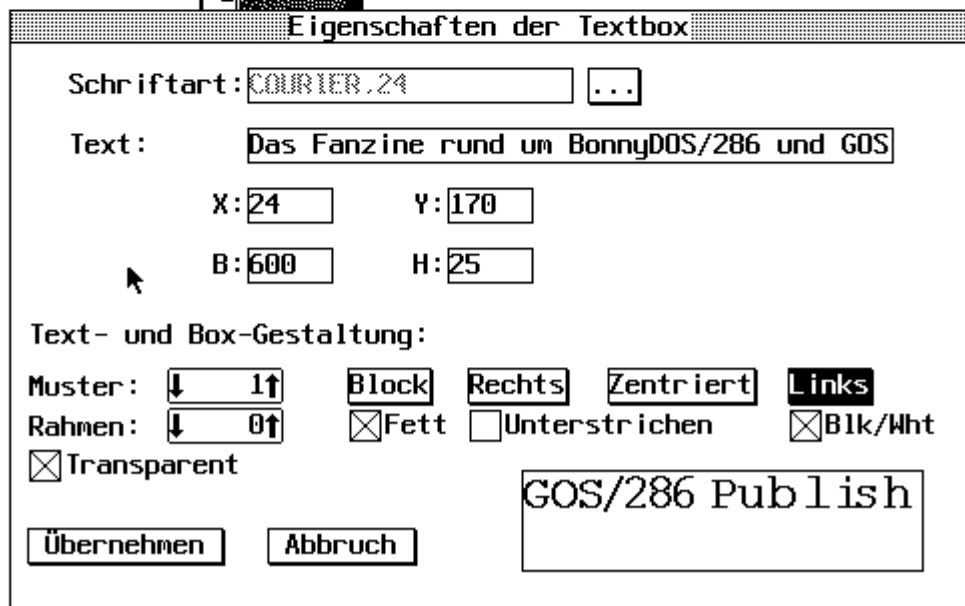 Eigenschaften der Textbox
Schriftart: COURIER.24 ...
Text: Das Fanzine rund um BonnyDOS/286 und GOS
X: 24 Y: 170
B: 600 H: 25
Text- und Box-Gestaltung:
Muster: ↓ 1↑ Block Rechts Zentriert Links
Rahmen: ↓ 0↑ Fett Unterstrichen Blk/Wht
Transparent
GOS/286 Publish
Übernehmen Abbruch